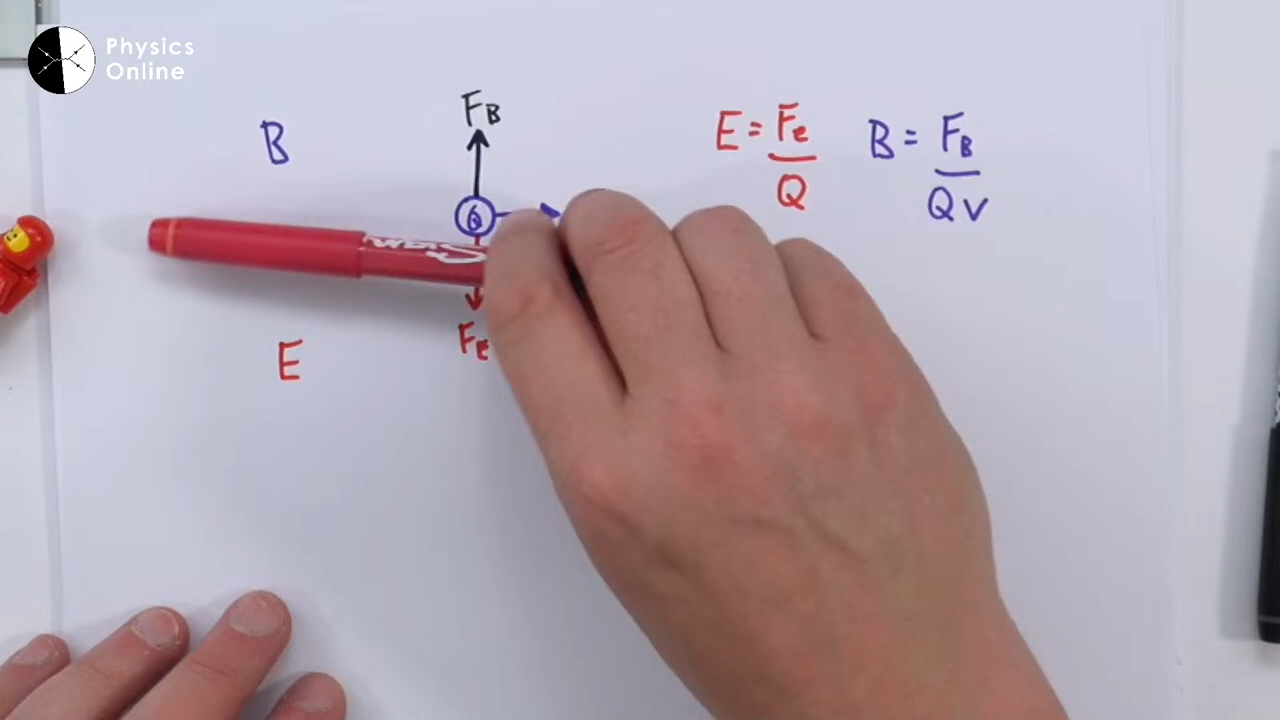 Physics
Online
B
FB
Q
FE
E
E = Fe
Q
B = FB
Qv